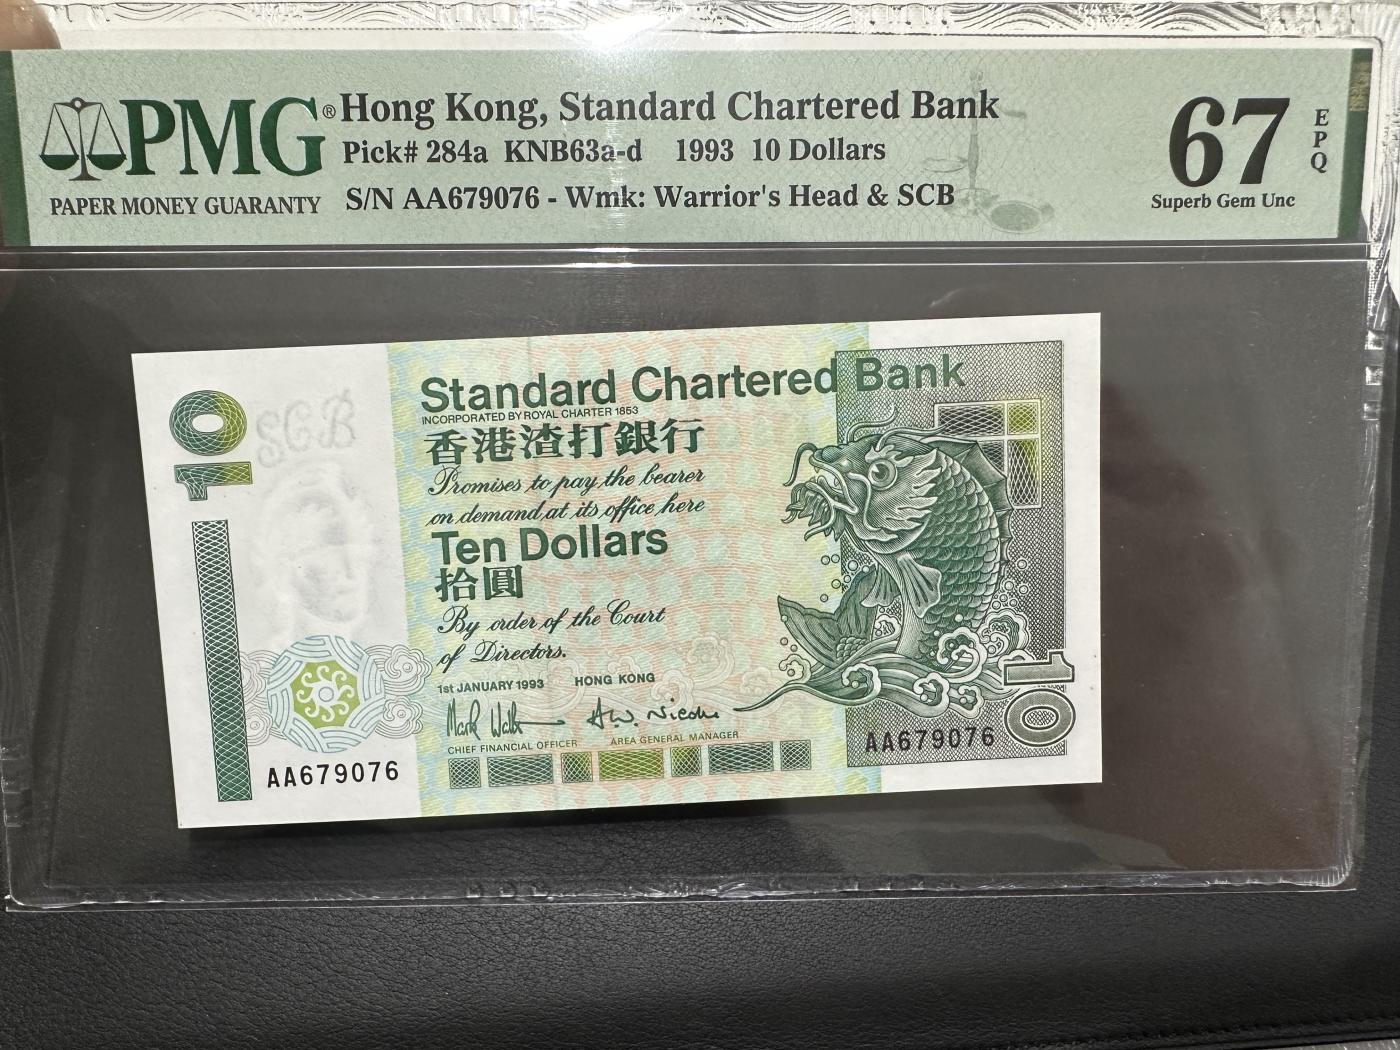 PMG®
PAPER MONEY GUARANTY
Hong Kong, Standard Chartered Bank
Pick# 284a KNB63a-d 1993 10 Dollars
S/N AA679076 - Wmk: Warrior's Head & SCB
67
EPQ
Superb Gem Unc
10
SCB
Standard Chartered Bank
INCORPORATED BY ROYAL CHARTER 1853
香港渣打銀行
Promises to pay the bearer
on demand at its office here
Ten Dollars
拾圓
By order of the Court
of Directors.
1st JANUARY 1993 HONG KONG
CHIEF FINANCIAL OFFICER AREA GENERAL MANAGER
AA679076
AA679076
10